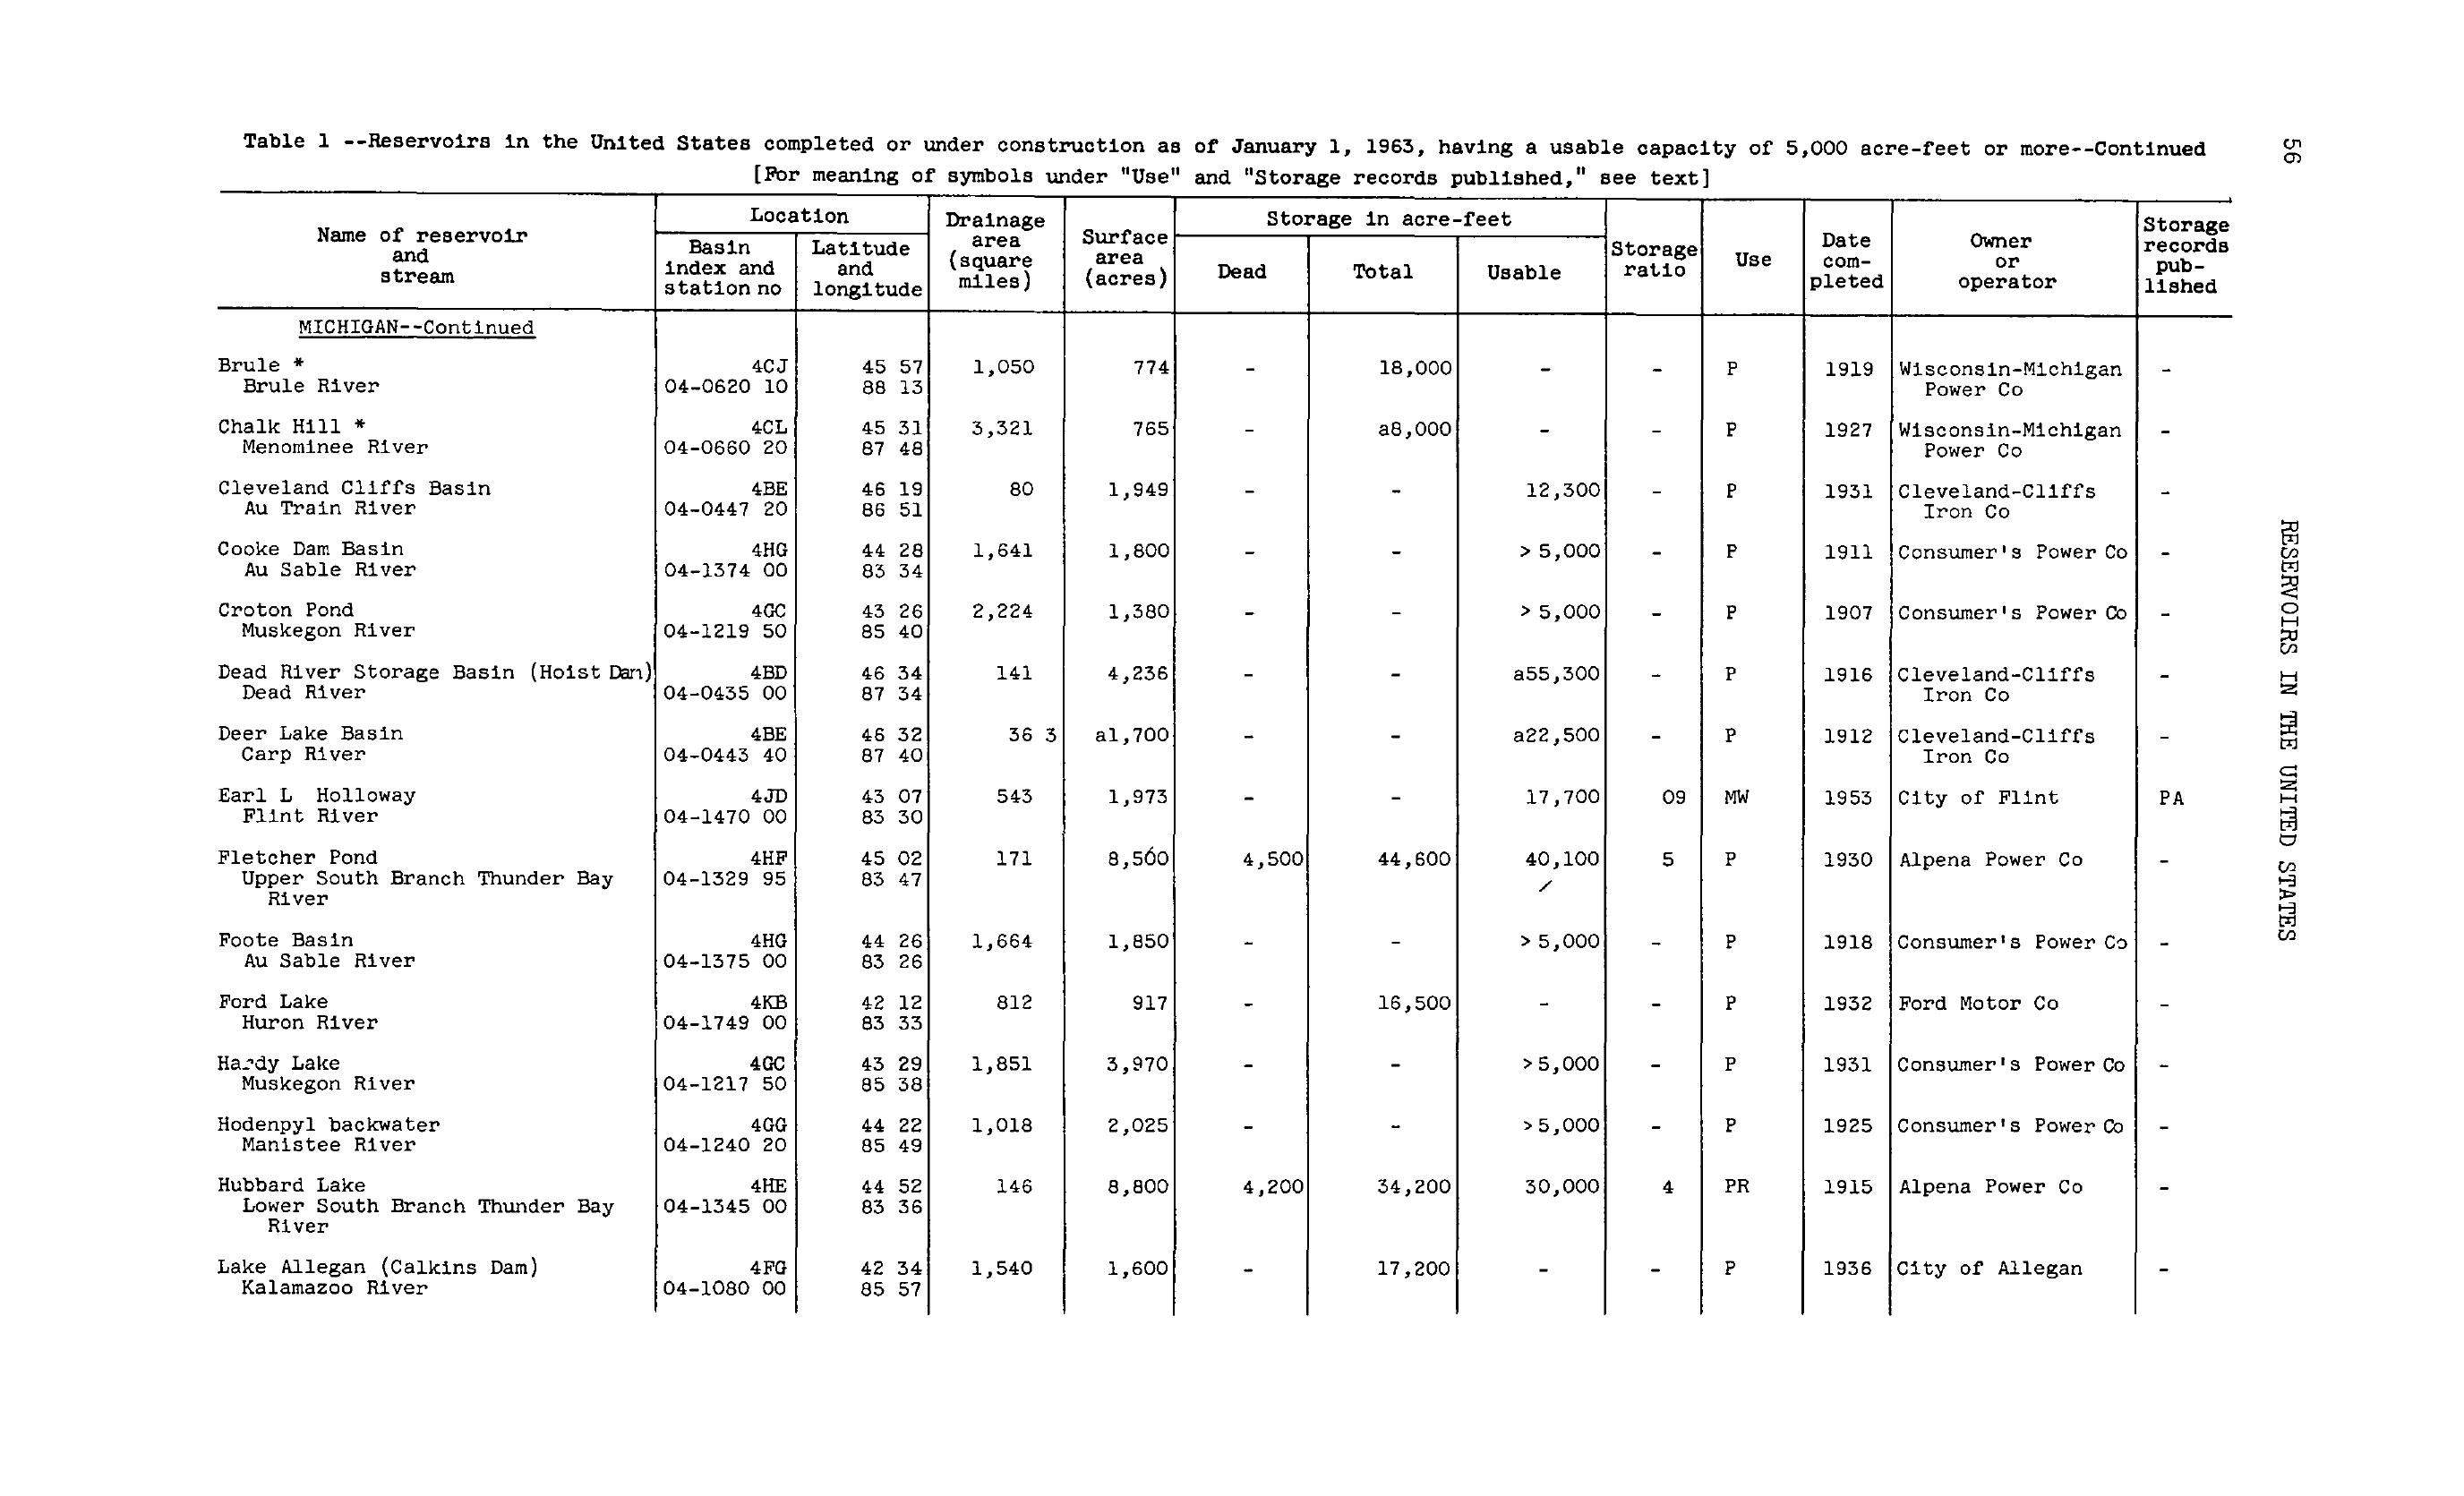 Table 1 --Reservoirs in the United States completed or under construction as of January 1, 1963, having a usable capacity of 5,000 acre-feet or more--Continued
[For meaning of symbols under "Use" and "Storage records published," see text]
56
RESERVOIRS IN THE UNITED STATES
Name of reservoir and stream | Location | Drainage area (square miles) | Surface area (acres) | Storage in acre-feet | Storage ratio | Use | Date com-pleted | Owner or operator | Storage records pub-lished
Basin index and station no | Latitude and longitude | Dead | Total | Usable
MICHIGAN--Continued
Brule * 4CJ 45 57 1,050 774 - 18,000 - - P 1919 Wisconsin-Michigan -
Brule River 04-0620 10 88 13 Power Co
Chalk Hill * 4CL 45 31 3,321 765 - a8,000 - - P 1927 Wisconsin-Michigan -
Menominee River 04-0660 20 87 48 Power Co
Cleveland Cliffs Basin 4BE 46 19 80 1,949 - - 12,300 - P 1931 Cleveland-Cliffs -
Au Train River 04-0447 20 86 51 Iron Co
Cooke Dam Basin 4HG 44 28 1,641 1,800 - - > 5,000 - P 1911 Consumer's Power Co -
Au Sable River 04-1374 00 83 34
Croton Pond 4GC 43 26 2,224 1,380 - - > 5,000 - P 1907 Consumer's Power Co -
Muskegon River 04-1219 50 85 40
Dead River Storage Basin (Hoist Dam) 4BD 46 34 141 4,236 - - a55,300 - P 1916 Cleveland-Cliffs -
Dead River 04-0435 00 87 34 Iron Co
Deer Lake Basin 4BE 46 32 36 3 a1,700 - - a22,500 - P 1912 Cleveland-Cliffs -
Carp River 04-0443 40 87 40 Iron Co
Earl L Holloway 4JD 43 07 543 1,973 - - 17,700 09 MW 1953 City of Flint PA
Flint River 04-1470 00 83 30
Fletcher Pond 4HF 45 02 171 8,560 4,500 44,600 40,100 5 P 1930 Alpena Power Co -
Upper South Branch Thunder Bay 04-1329 95 83 47
River
Foote Basin 4HG 44 26 1,664 1,850 - - > 5,000 - P 1918 Consumer's Power Co -
Au Sable River 04-1375 00 83 26
Ford Lake 4KB 42 12 812 917 - 16,500 - - P 1932 Ford Motor Co -
Huron River 04-1749 00 83 33
Hardy Lake 4GC 43 29 1,851 3,970 - - > 5,000 - P 1931 Consumer's Power Co -
Muskegon River 04-1217 50 85 38
Hodenpyl backwater 4GG 44 22 1,018 2,025 - - > 5,000 - P 1925 Consumer's Power Co -
Manistee River 04-1240 20 85 49
Hubbard Lake 4HE 44 52 146 8,800 4,200 34,200 30,000 4 PR 1915 Alpena Power Co -
Lower South Branch Thunder Bay 04-1345 00 83 36
River
Lake Allegan (Calkins Dam) 4FG 42 34 1,540 1,600 - 17,200 - - P 1936 City of Allegan -
Kalamazoo River 04-1080 00 85 57